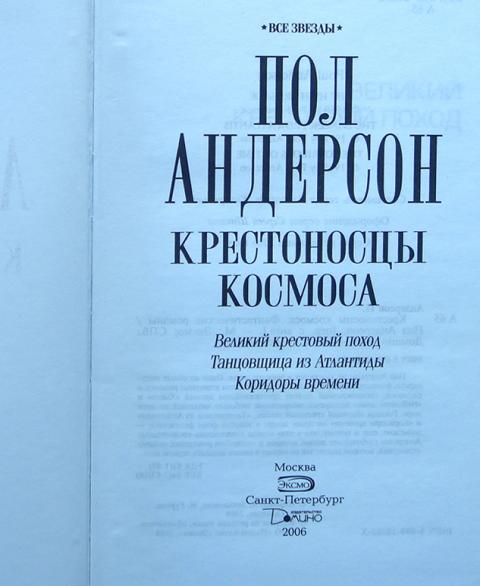 ★ВСЕ ЗВЕЗДЫ★
ПОЛ
АНДЕРСОН
КРЕСТОНОСЦЫ
КОСМОСА
Великий крестовый поход
Танцовщица из Атлантиды
Коридоры времени
Москва
ЭКСМО
Санкт-Петербург
издательство
Домино
2006